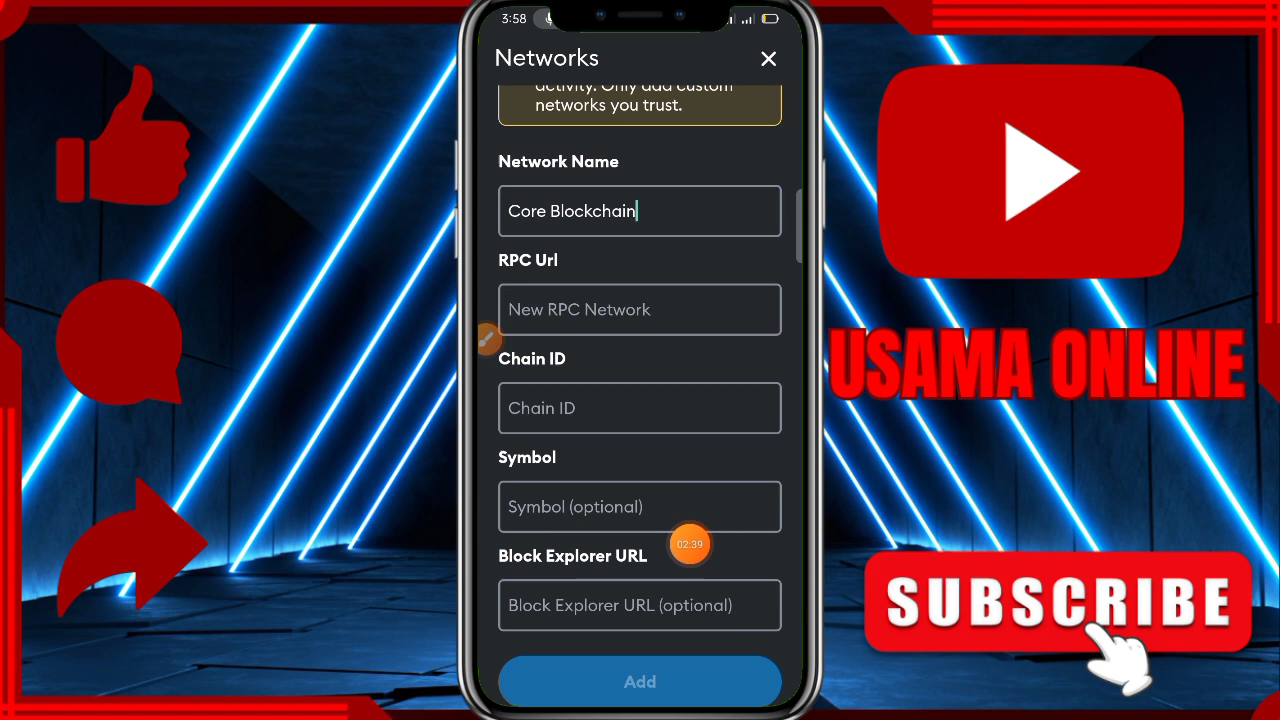 3:58
Networks
activity. Only add custom
networks you trust.
Network Name
Core Blockchain
RPC Url
New RPC Network
Chain ID
Chain ID
Symbol
Symbol (optional)
02:39
Block Explorer URL
Block Explorer URL (optional)
Add
USAMA ONLINE
SUBSCRIBE